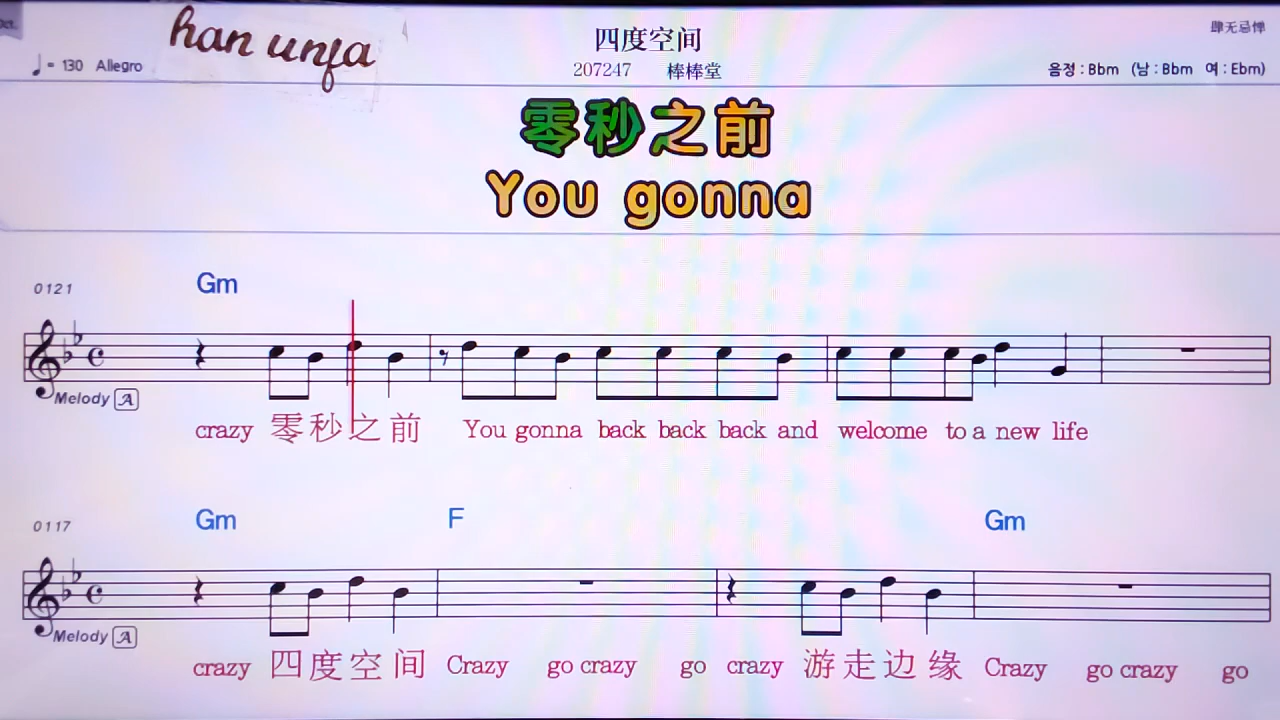 han unfa
四度空间
肆无忌惮
♩ = 130 Allegro
207247 棒棒堂
음정 : Bbm (남 : Bbm 여 : Ebm)
零秒之前
You gonna
0121
Gm
Melody A
crazy 零秒之前 You gonna back back back and welcome to a new life
0117
Gm F Gm
Melody A
crazy 四度空间 Crazy go crazy go crazy 游走边缘 Crazy go crazy go